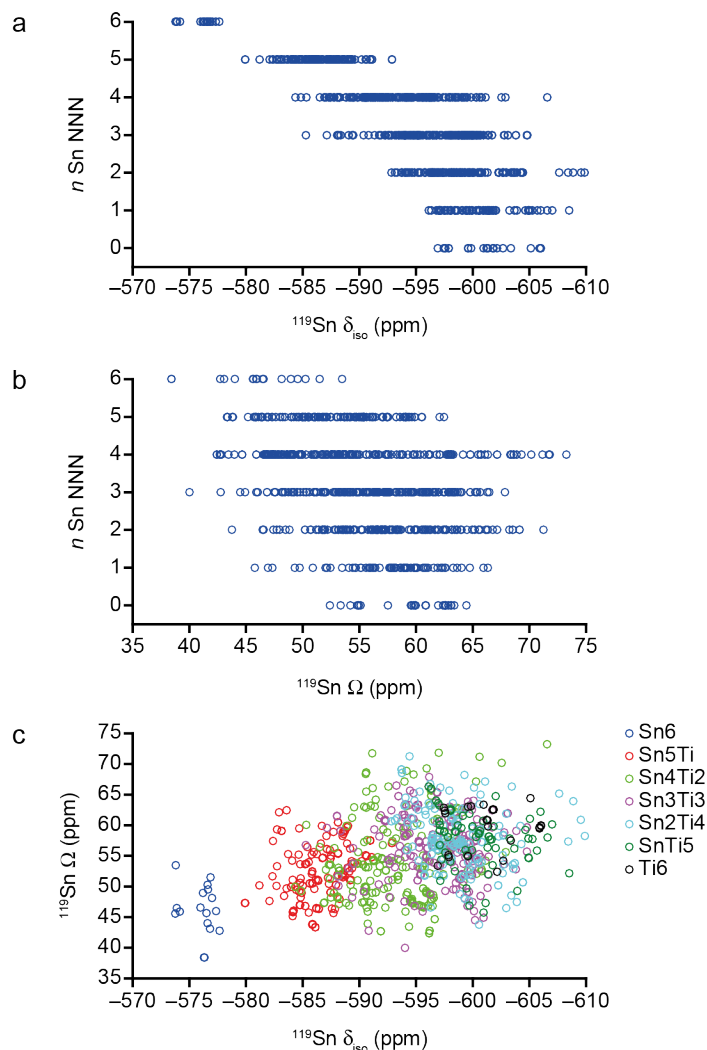 a
6
5
4
3
2
1
0
n Sn NNN
–570 –575 –580 –585 –590 –595 –600 –605 –610
¹¹⁹Sn δiso (ppm)
b
6
5
4
3
2
1
0
n Sn NNN
35 40 45 50 55 60 65 70 75
¹¹⁹Sn Ω (ppm)
c
75
70
65
60
55
50
45
40
35
¹¹⁹Sn Ω (ppm)
–570 –575 –580 –585 –590 –595 –600 –605 –610
¹¹⁹Sn δiso (ppm)
Sn6
Sn5Ti
Sn4Ti2
Sn3Ti3
Sn2Ti4
SnTi5
Ti6